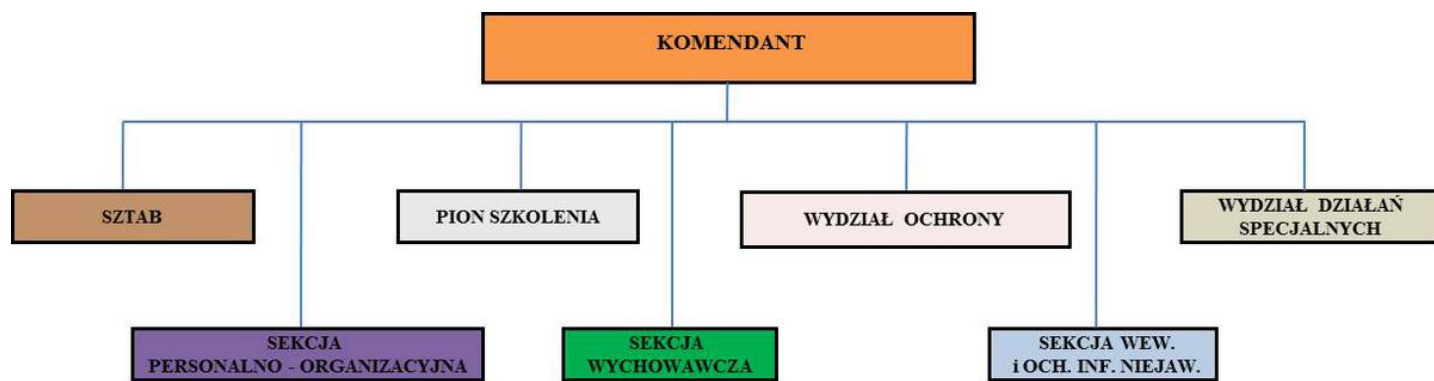 KOMENDANT
SZTAB
PION SZKOLENIA
WYDZIAŁ OCHRONY
WYDZIAŁ DZIAŁAŃ
SPECJALNYCH
SEKCJA
PERSONALNO - ORGANIZACYJNA
SEKCJA
WYCHOWAWCZA
SEKCJA WEW.
i OCH. INF. NIEJAW.